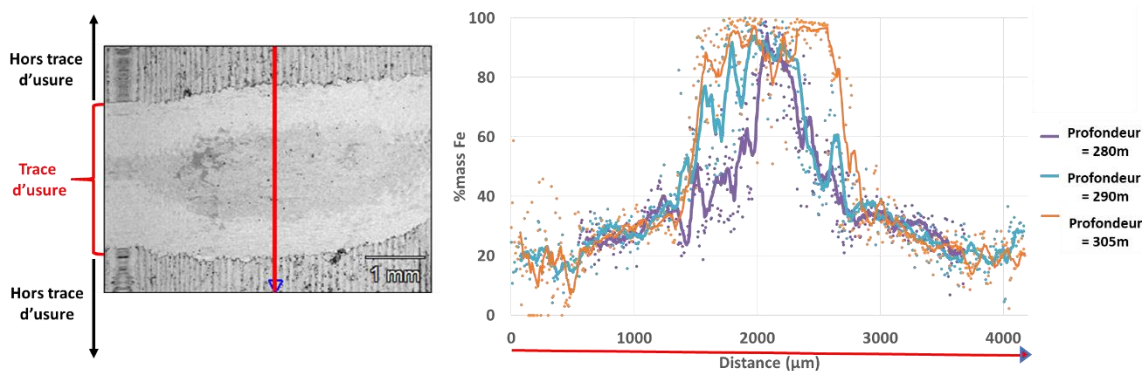 Hors trace
d'usure
Trace
d'usure
Hors trace
d'usure
1 mm
%mass Fe
100
80
60
40
20
0
0
1000
2000
3000
4000
Distance (µm)
Profondeur
= 280m
Profondeur
= 290m
Profondeur
= 305m